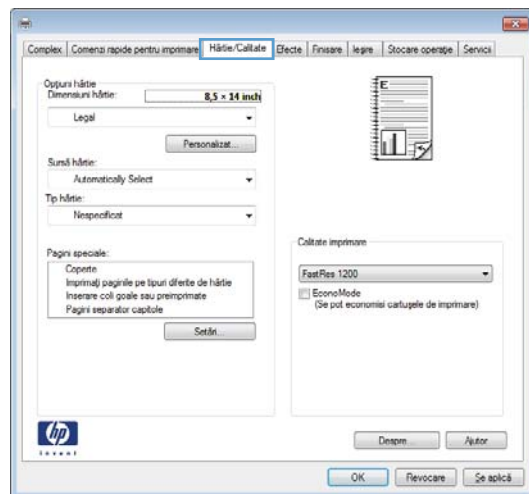 Complex Comenzi rapide pentru imprimare Hârtie/Calitate Efecte Finisare Ieşire Stocare operaţie Servicii
Opţiuni hârtie
Dimensiuni hârtie: 8,5 × 14 inch
Legal
Personalizat...
Sursă hârtie:
Automatically Select
Tip hârtie:
Nespecificat
Pagini speciale:
Coperte
Imprimaţi paginile pe tipuri diferite de hârtie
Inserare coli goale sau preimprimate
Pagini separator capitole
Setări...
E
Calitate imprimare
FastRes 1200
EconoMode
(Se pot economisi cartuşele de imprimare)
hp
invent
Despre... Ajutor
OK Revocare Se aplică